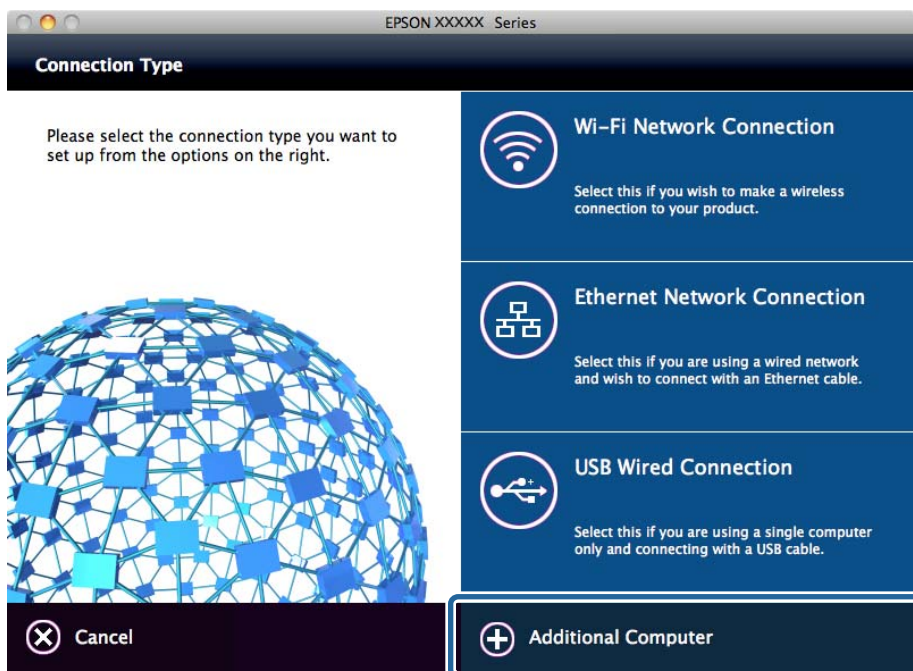 EPSON XXXXX Series
Connection Type
Please select the connection type you want to
set up from the options on the right.
Wi-Fi Network Connection
Select this if you wish to make a wireless
connection to your product.
Ethernet Network Connection
Select this if you are using a wired network
and wish to connect with an Ethernet cable.
USB Wired Connection
Select this if you are using a single computer
only and connecting with a USB cable.
Cancel
Additional Computer